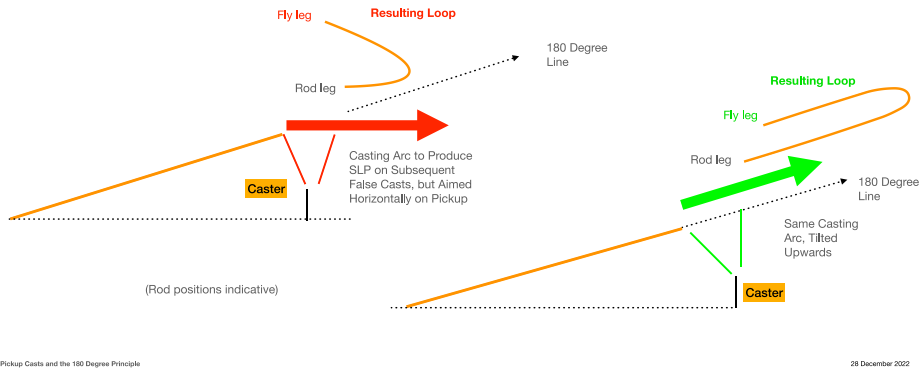 Fly leg
Resulting Loop
180 Degree
Line
Rod leg
Casting Arc to Produce
SLP on Subsequent
False Casts, but Aimed
Horizontally on Pickup
Caster
Resulting Loop
Fly leg
Rod leg
180 Degree
Line
Same Casting
Arc, Tilted
Upwards
Caster
(Rod positions indicative)
Pickup Casts and the 180 Degree Principle
28 December 2022